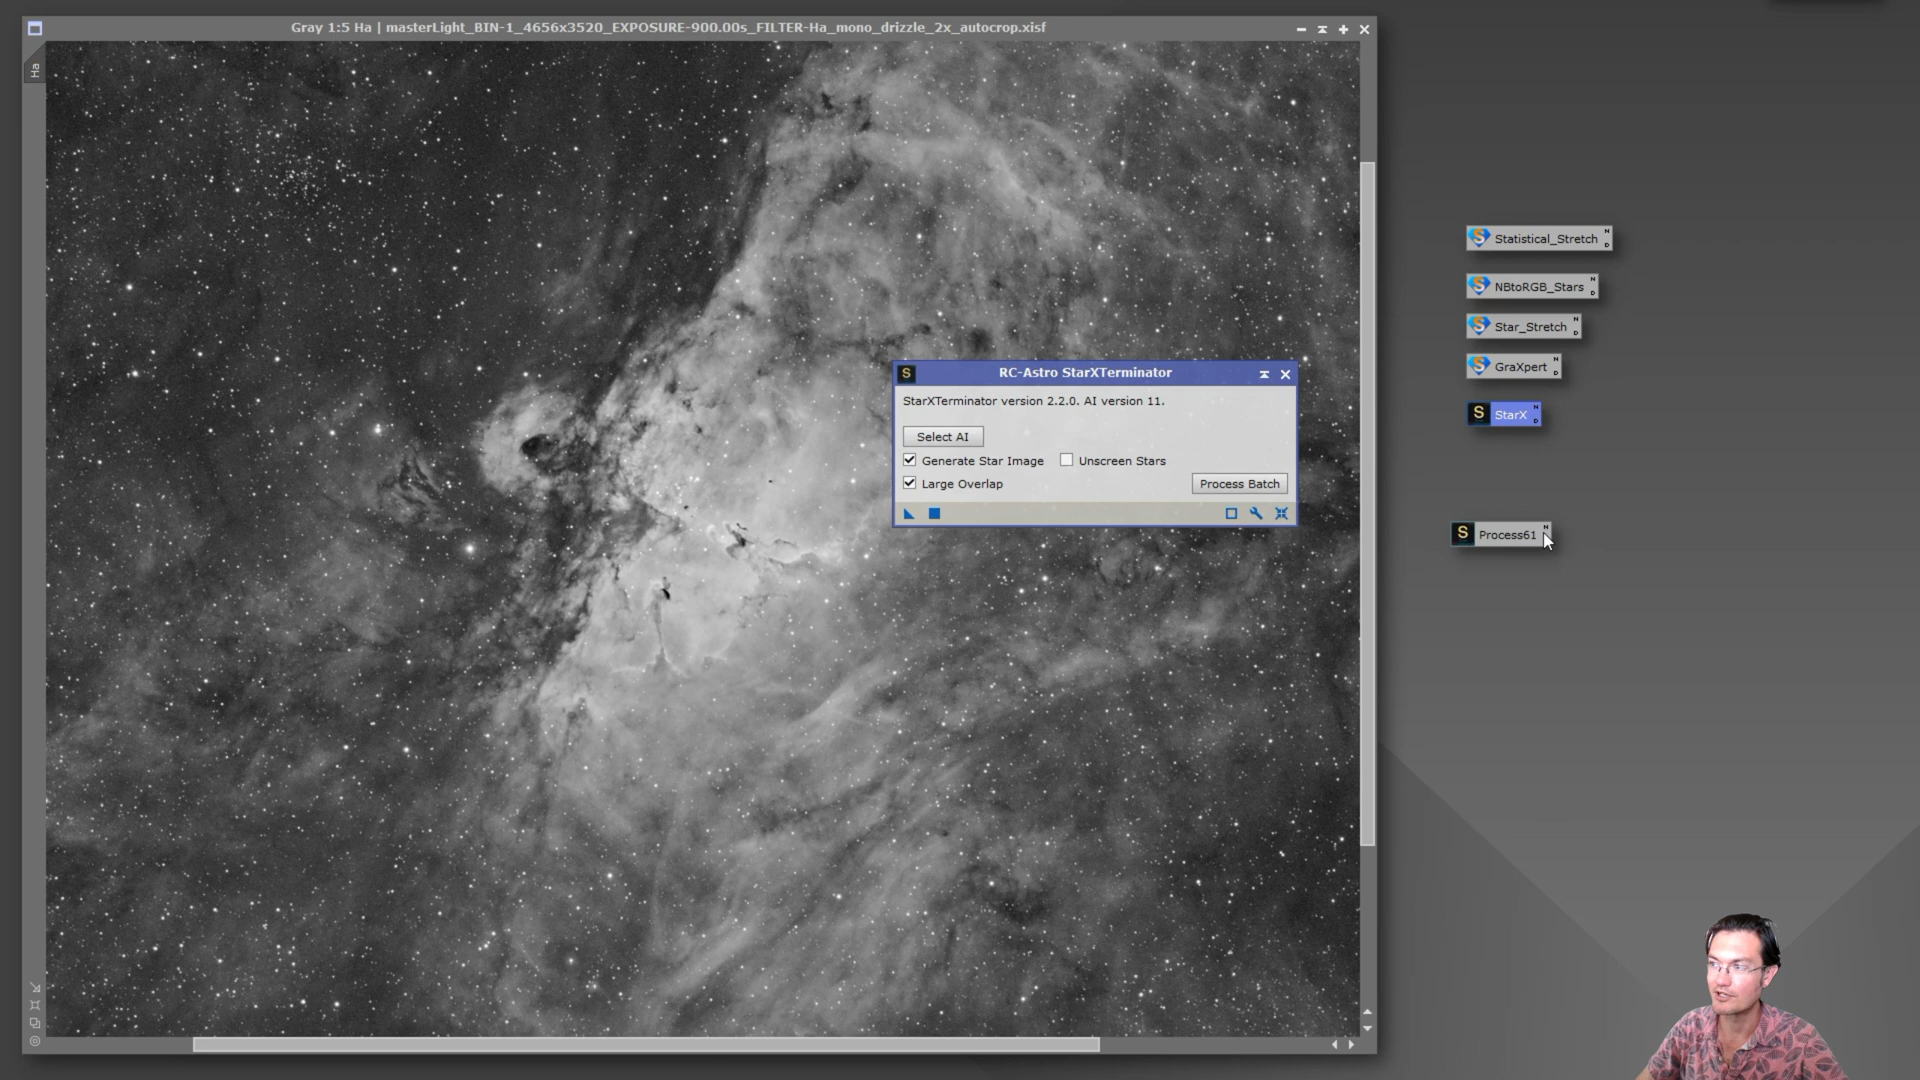 Gray 1:5 Ha | masterLight_BIN-1_4656x3520_EXPOSURE-900.00s_FILTER-Ha_mono_drizzle_2x_autocrop.xisf
Ha
RC-Astro StarXTerminator
StarXTerminator version 2.2.0. AI version 11.
Select AI
Generate Star Image
Unscreen Stars
Large Overlap
Process Batch
Statistical_Stretch
NBtoRGB_Stars
Star_Stretch
GraXpert
StarX
Process61